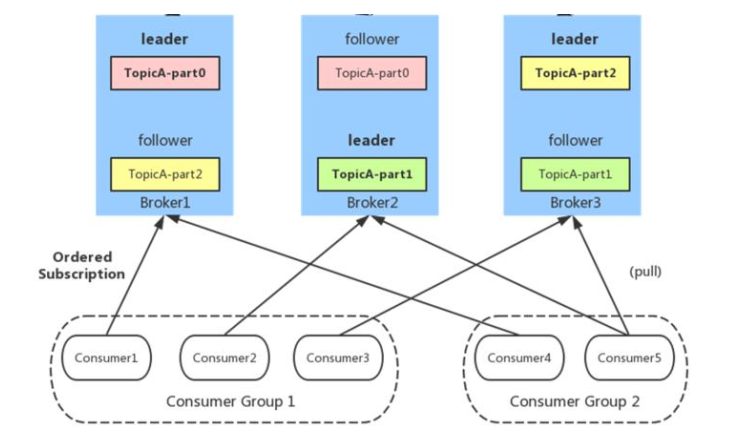 leader
TopicA-part0
follower
TopicA-part2
Broker1
follower
TopicA-part0
leader
TopicA-part1
Broker2
leader
TopicA-part2
follower
TopicA-part1
Broker3
Ordered
Subscription
(pull)
Consumer1
Consumer2
Consumer3
Consumer Group 1
Consumer4
Consumer5
Consumer Group 2